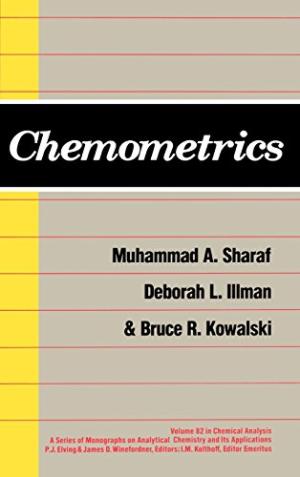 Chemometrics
Muhammad A. Sharaf
Deborah L. Illman
& Bruce R. Kowalski
Volume 82 in Chemical Analysis
A Series of Monographs on Analytical Chemistry and Its Applications
P.J. Elving & James D. Winefordner, Editors: I.M. Kolthoff, Editor Emeritus